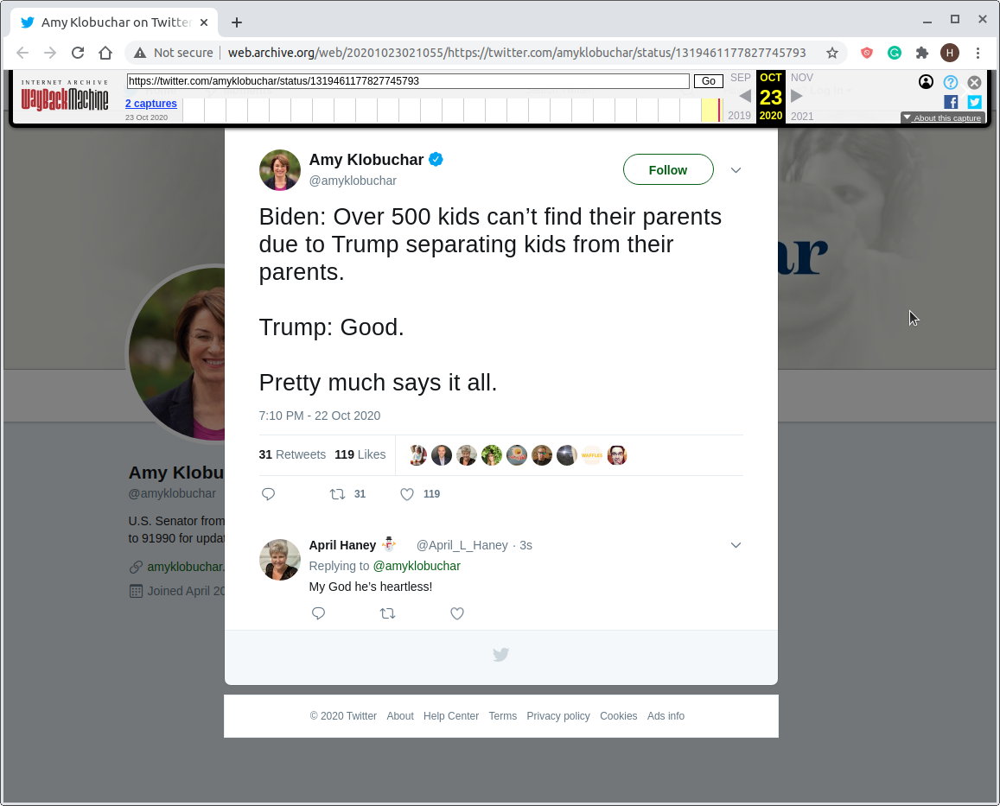 Amy Klobuchar on Twitter
Not secure
web.archive.org/web/20201023021055/https://twitter.com/amyklobuchar/status/1319461177827745793
H
INTERNET ARCHIVE
WayBackMachine
https://twitter.com/amyklobuchar/status/1319461177827745793
Go
SEP
OCT
NOV
2 captures
23
23 Oct 2020
2019
2020
2021
About this capture
Amy Klobuchar
@amyklobuchar
Follow
Biden: Over 500 kids can’t find their parents
due to Trump separating kids from their
parents.
Trump: Good.
Pretty much says it all.
7:10 PM - 22 Oct 2020
31 Retweets 119 Likes
WAFFLES
31
119
April Haney
@April_L_Haney · 3s
Replying to @amyklobuchar
My God he’s heartless!
ar
Amy Klobu
@amyklobuchar
U.S. Senator from
to 91990 for updat
amyklobuchar.
Joined April 20
© 2020 Twitter About Help Center Terms Privacy policy Cookies Ads info